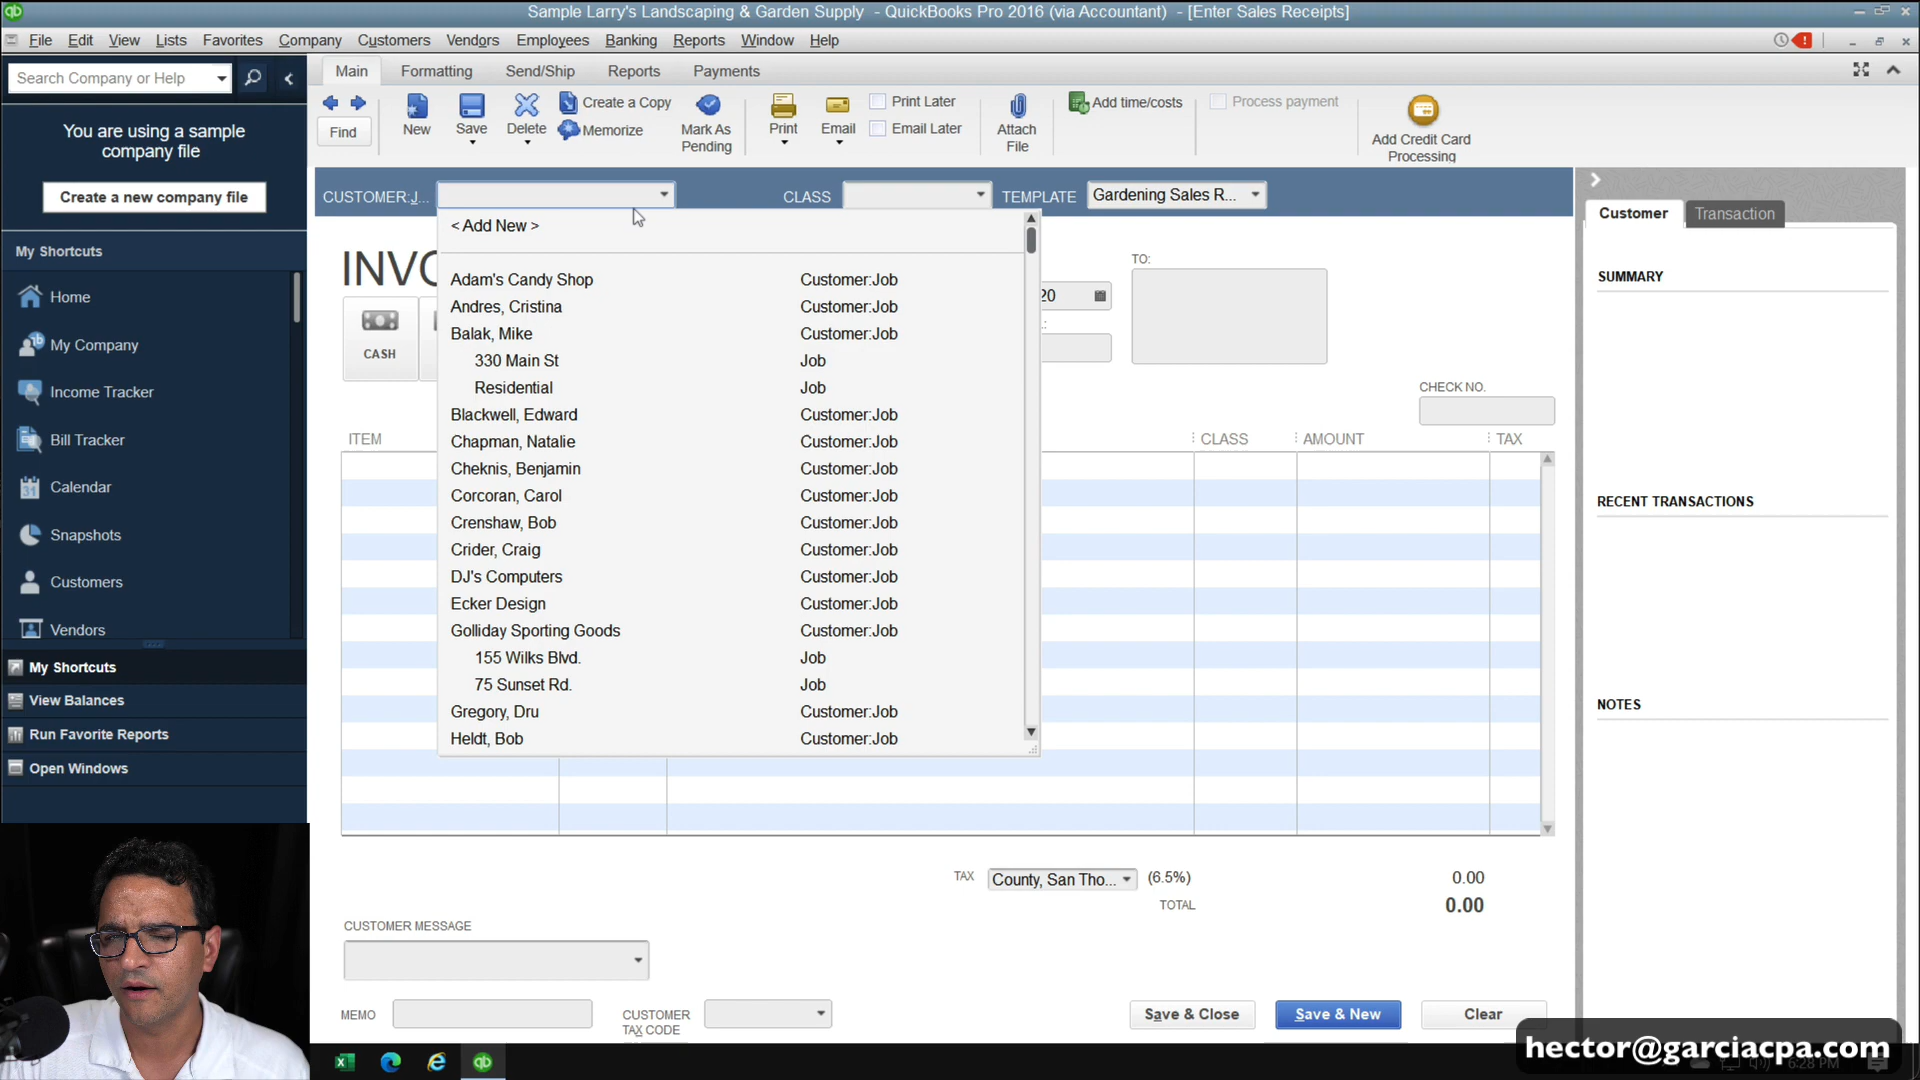 Sample Larry's Landscaping & Garden Supply - QuickBooks Pro 2016 (via Accountant) - [Enter Sales Receipts]
File Edit View Lists Favorites Company Customers Vendors Employees Banking Reports Window Help
Search Company or Help
You are using a sample
company file
Create a new company file
My Shortcuts
Home
My Company
Income Tracker
Bill Tracker
Calendar
Snapshots
Customers
Vendors
My Shortcuts
View Balances
Run Favorite Reports
Open Windows
Main Formatting Send/Ship Reports Payments
Find
New
Save
Delete
Create a Copy
Memorize
Mark As
Pending
Print
Email
Print Later
Email Later
Attach
File
Add time/costs
Process payment
Add Credit Card
Processing
CUSTOMER:J... CLASS TEMPLATE Gardening Sales R...
< Add New >
Adam's Candy Shop Customer:Job
Andres, Cristina Customer:Job
Balak, Mike Customer:Job
330 Main St Job
Residential Job
Blackwell, Edward Customer:Job
Chapman, Natalie Customer:Job
Cheknis, Benjamin Customer:Job
Corcoran, Carol Customer:Job
Crenshaw, Bob Customer:Job
Crider, Craig Customer:Job
DJ's Computers Customer:Job
Ecker Design Customer:Job
Golliday Sporting Goods Customer:Job
155 Wilks Blvd. Job
75 Sunset Rd. Job
Gregory, Dru Customer:Job
Heldt, Bob Customer:Job
INVO
CASH
20
TO:
CHECK NO.
ITEM CLASS AMOUNT TAX
TAX County, San Tho... (6.5%) 0.00
TOTAL 0.00
CUSTOMER MESSAGE
MEMO
CUSTOMER
TAX CODE
Save & Close Save & New Clear
Customer Transaction
SUMMARY
RECENT TRANSACTIONS
NOTES
hector@garciacpa.com
6:28 PM